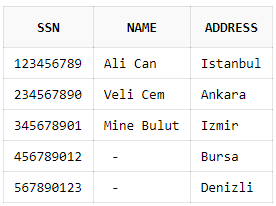 SSN NAME ADDRESS
123456789 Ali Can Istanbul
234567890 Veli Cem Ankara
345678901 Mine Bulut Izmir
456789012 - Bursa
567890123 - Denizli